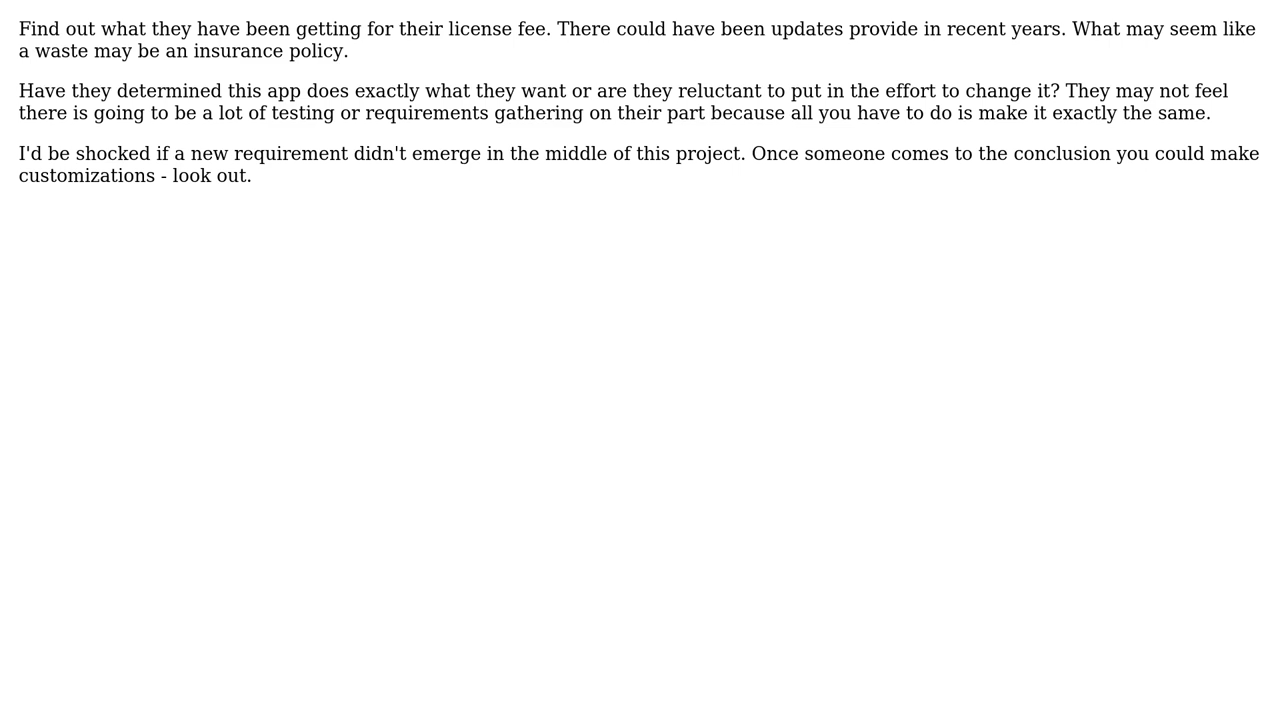 Find out what they have been getting for their license fee. There could have been updates provide in recent years. What may seem like
a waste may be an insurance policy.
Have they determined this app does exactly what they want or are they reluctant to put in the effort to change it? They may not feel
there is going to be a lot of testing or requirements gathering on their part because all you have to do is make it exactly the same.
I'd be shocked if a new requirement didn't emerge in the middle of this project. Once someone comes to the conclusion you could make
customizations - look out.